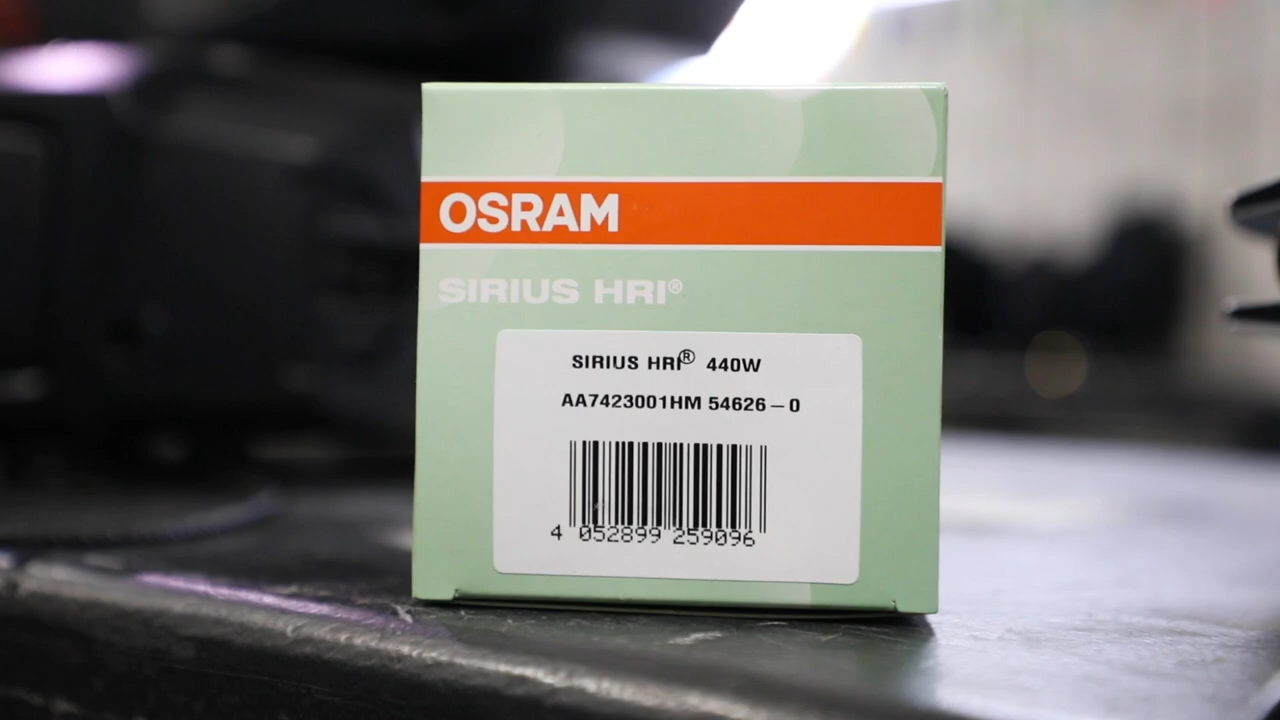 OSRAM
SIRIUS HRI®
SIRIUS HRI® 440W
AA7423001HM 54626-0
4 052899 259096